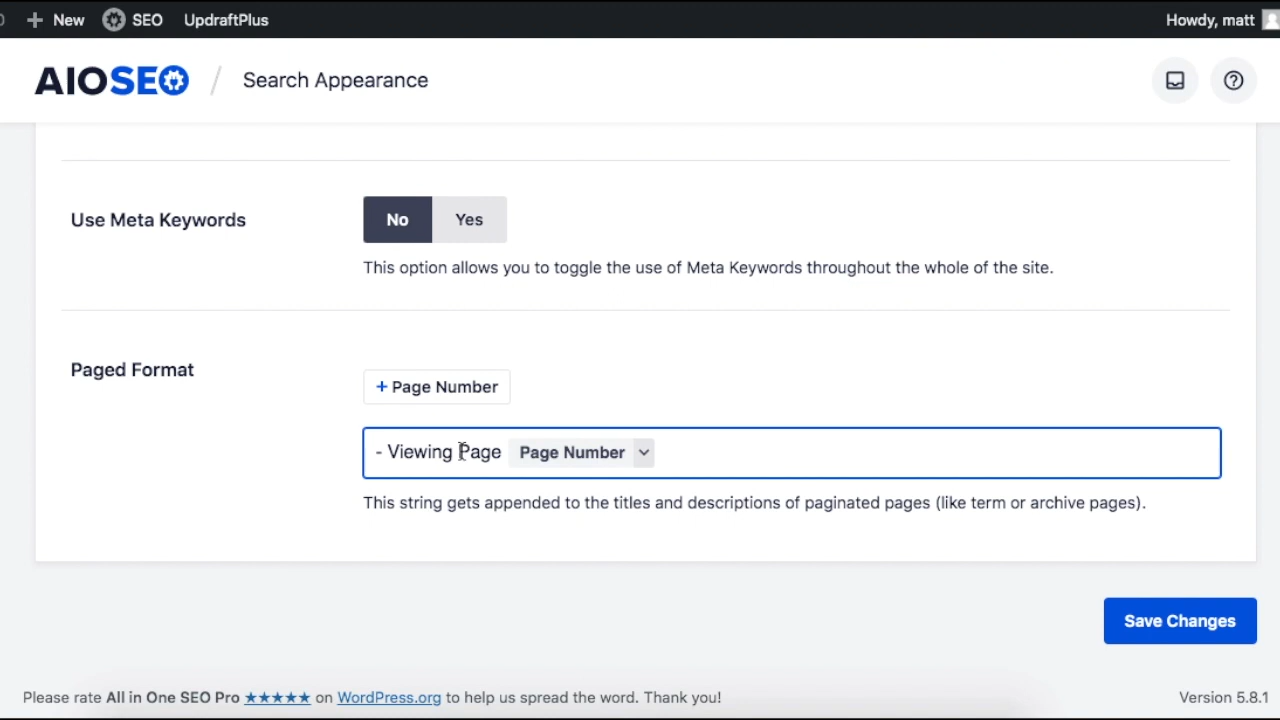 New SEO UpdraftPlus Howdy, matt
AIOSEO / Search Appearance
Use Meta Keywords No Yes
This option allows you to toggle the use of Meta Keywords throughout the whole of the site.
Paged Format
+ Page Number
- Viewing Page Page Number
This string gets appended to the titles and descriptions of paginated pages (like term or archive pages).
Save Changes
Please rate All in One SEO Pro ★★★★★ on WordPress.org to help us spread the word. Thank you! Version 5.8.1